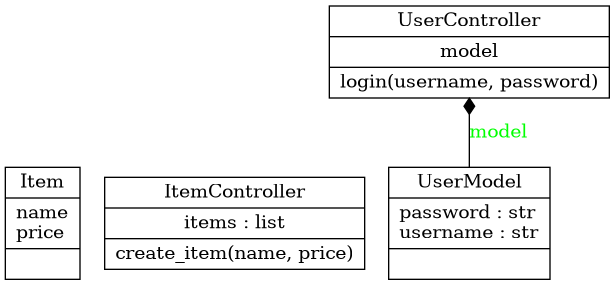 UserController
model
login(username, password)
model
Item
name
price
ItemController
items : list
create_item(name, price)
UserModel
password : str
username : str